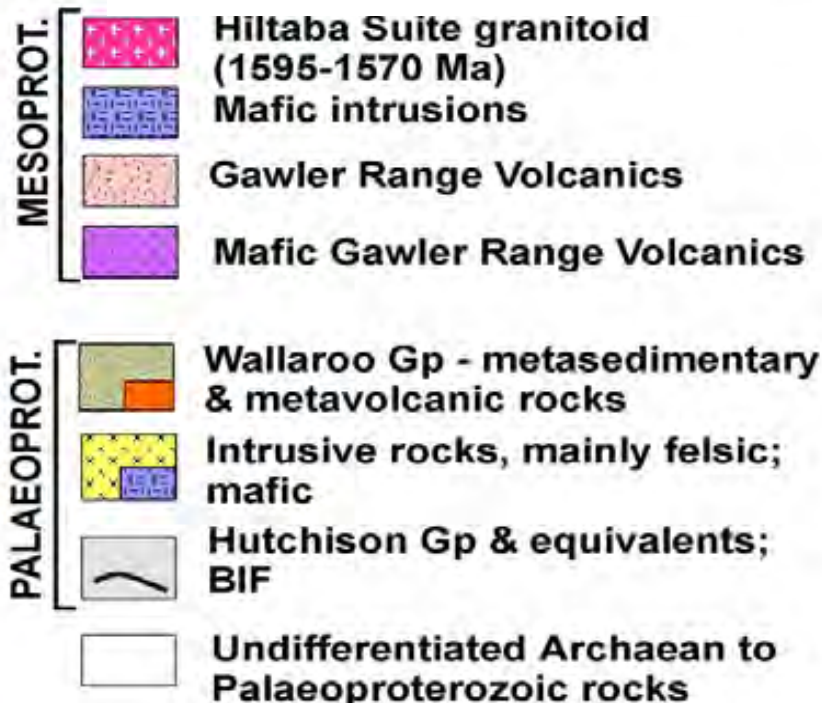 MESOPROT.
Hiltaba Suite granitoid
(1595-1570 Ma)
Mafic intrusions
Gawler Range Volcanics
Mafic Gawler Range Volcanics
PALAEOPROT.
Wallaroo Gp - metasedimentary
& metavolcanic rocks
Intrusive rocks, mainly felsic;
mafic
Hutchison Gp & equivalents;
BIF
Undifferentiated Archaean to
Palaeoproterozoic rocks